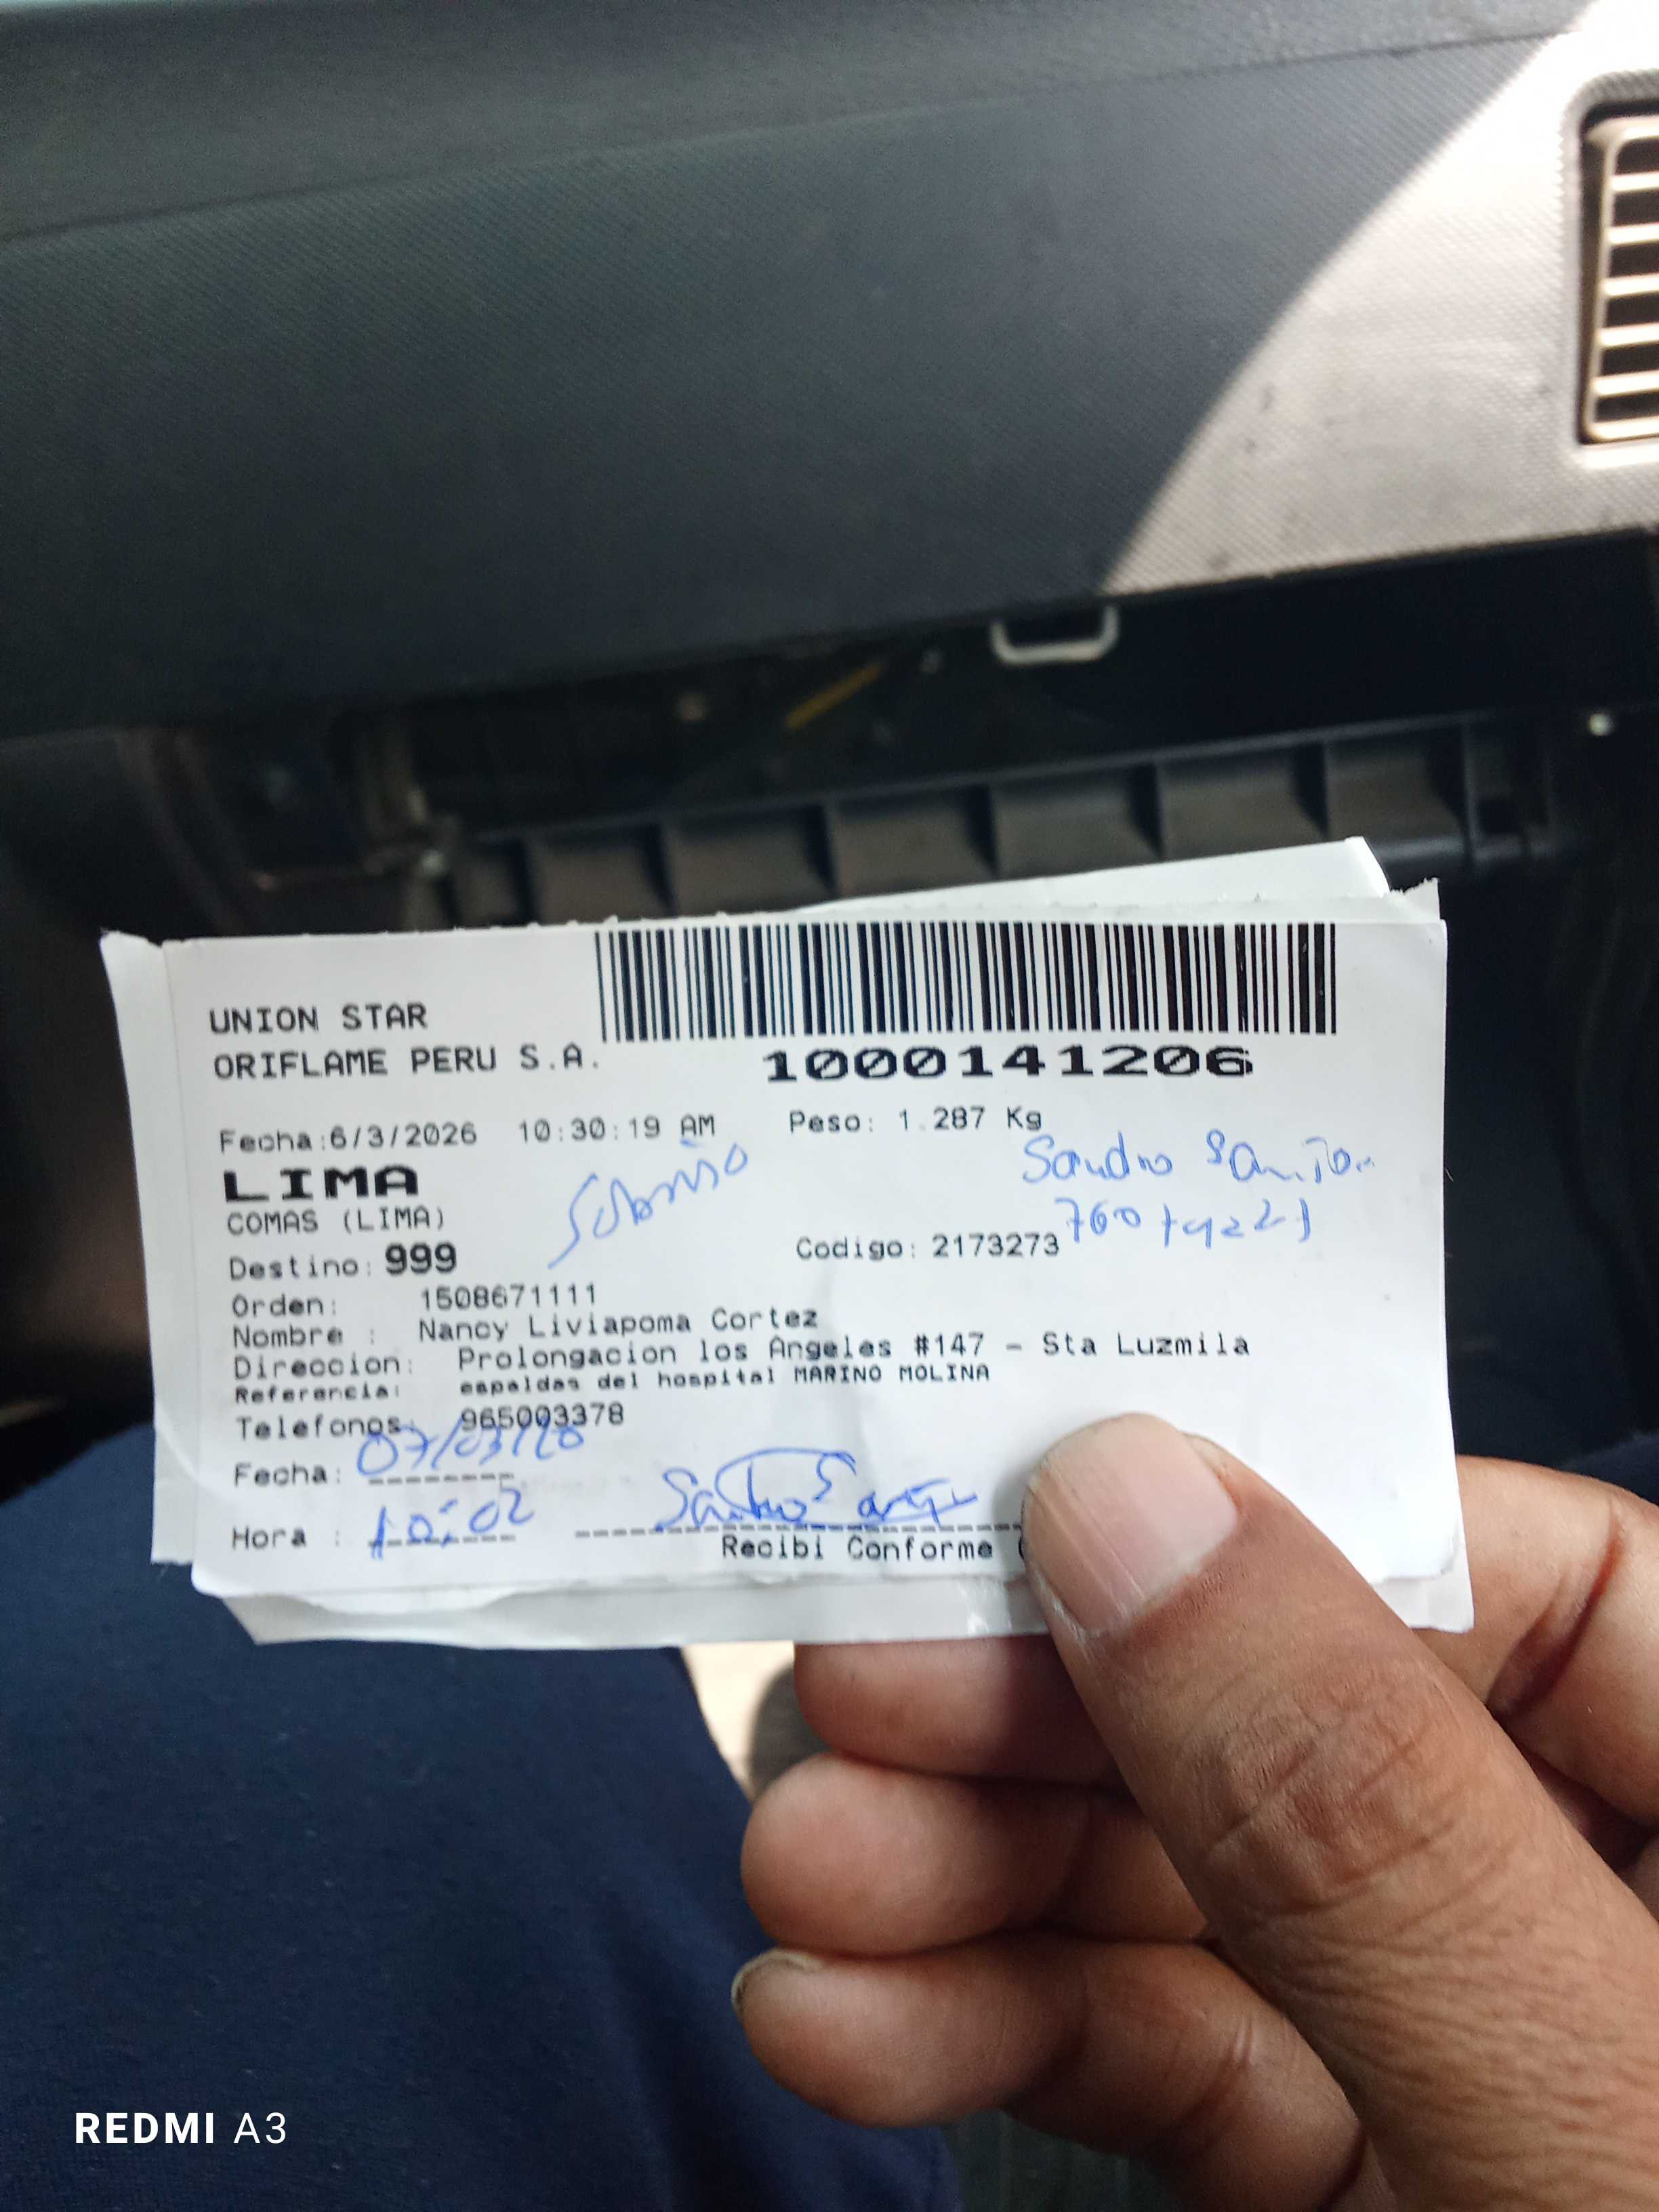 UNION STAR
ORIFLAME PERU S.A.
1000141206
Fecha:6/3/2026 10:30:19 AM Peso: 1.287 Kg
LIMA
COMAS (LIMA)
Sobrino
Sandro
Destino: 999
Codigo: 2173273
Orden: 1508671111
Nombre : Nancy Liviapoma Cortez
Direccion: Prolongacion los Angeles #147 - Sta Luzmila
Referencia: espaldas del hospital MARINO MOLINA
Telefonos: 965003378
Fecha: 07/03/26
Hora : 10:02
Recibi Conforme (
REDMI A3